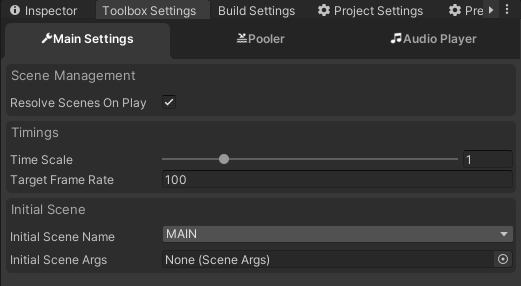 Inspector Toolbox Settings Build Settings Project Settings Pre
Main Settings Pooler Audio Player
Scene Management
Resolve Scenes On Play
Timings
Time Scale 1
Target Frame Rate 100
Initial Scene
Initial Scene Name MAIN
Initial Scene Args None (Scene Args)